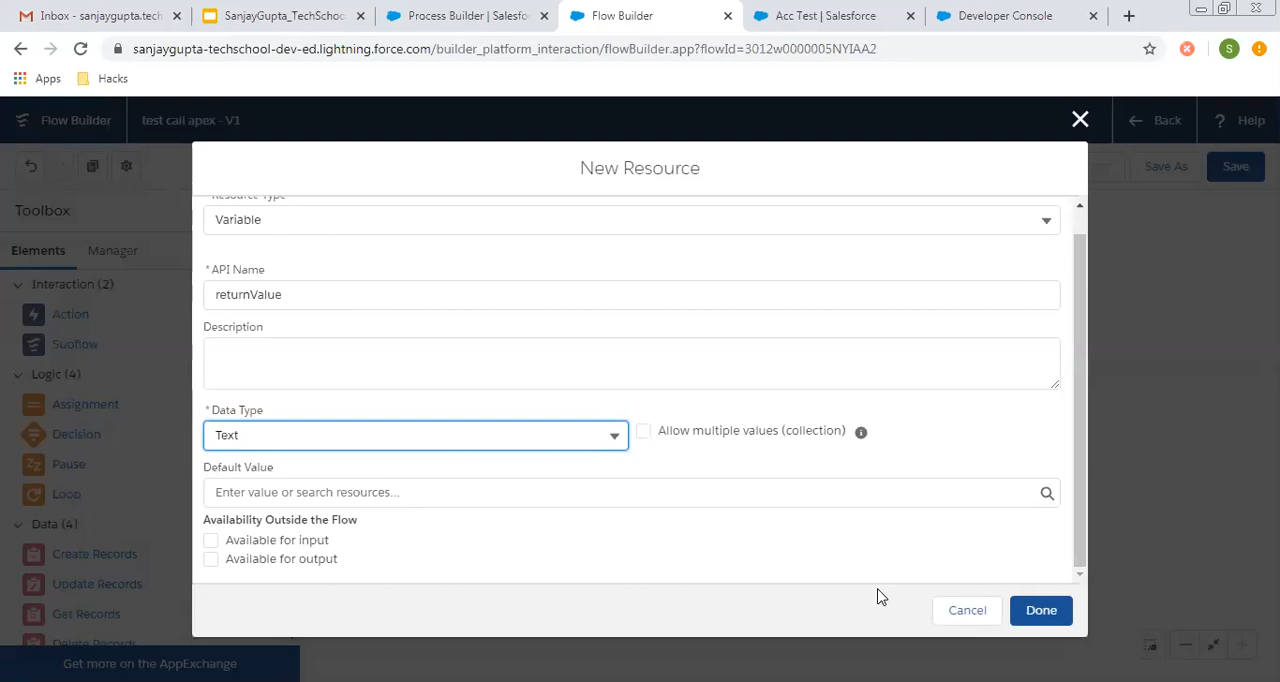 Inbox - sanjaygupta.tech
SanjayGupta_TechSchool
Process Builder | Salesfo
Flow Builder
Acc Test | Salesforce
Developer Console
sanjaygupta-techschool-dev-ed.lightning.force.com/builder_platform_interaction/flowBuilder.app?flowId=3012w0000005NYIAA2
S
Apps
Hacks
Flow Builder
test call apex - V1
Back
? Help
New Resource
Save As
Save
Toolbox
Resource Type
Variable
Elements
Manager
* API Name
returnValue
Interaction (2)
Action
Subflow
Description
Logic (4)
Assignment
Decision
Pause
Loop
* Data Type
Text
Allow multiple values (collection)
Default Value
Enter value or search resources...
Availability Outside the Flow
Available for input
Available for output
Data (4)
Create Records
Update Records
Get Records
Delete Records
Cancel
Done
Get more on the AppExchange